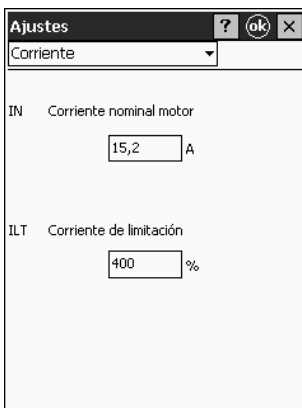 Ajustes ? ok ×
Corriente
IN Corriente nominal motor
15,2 A
ILT Corriente de limitación
400 %